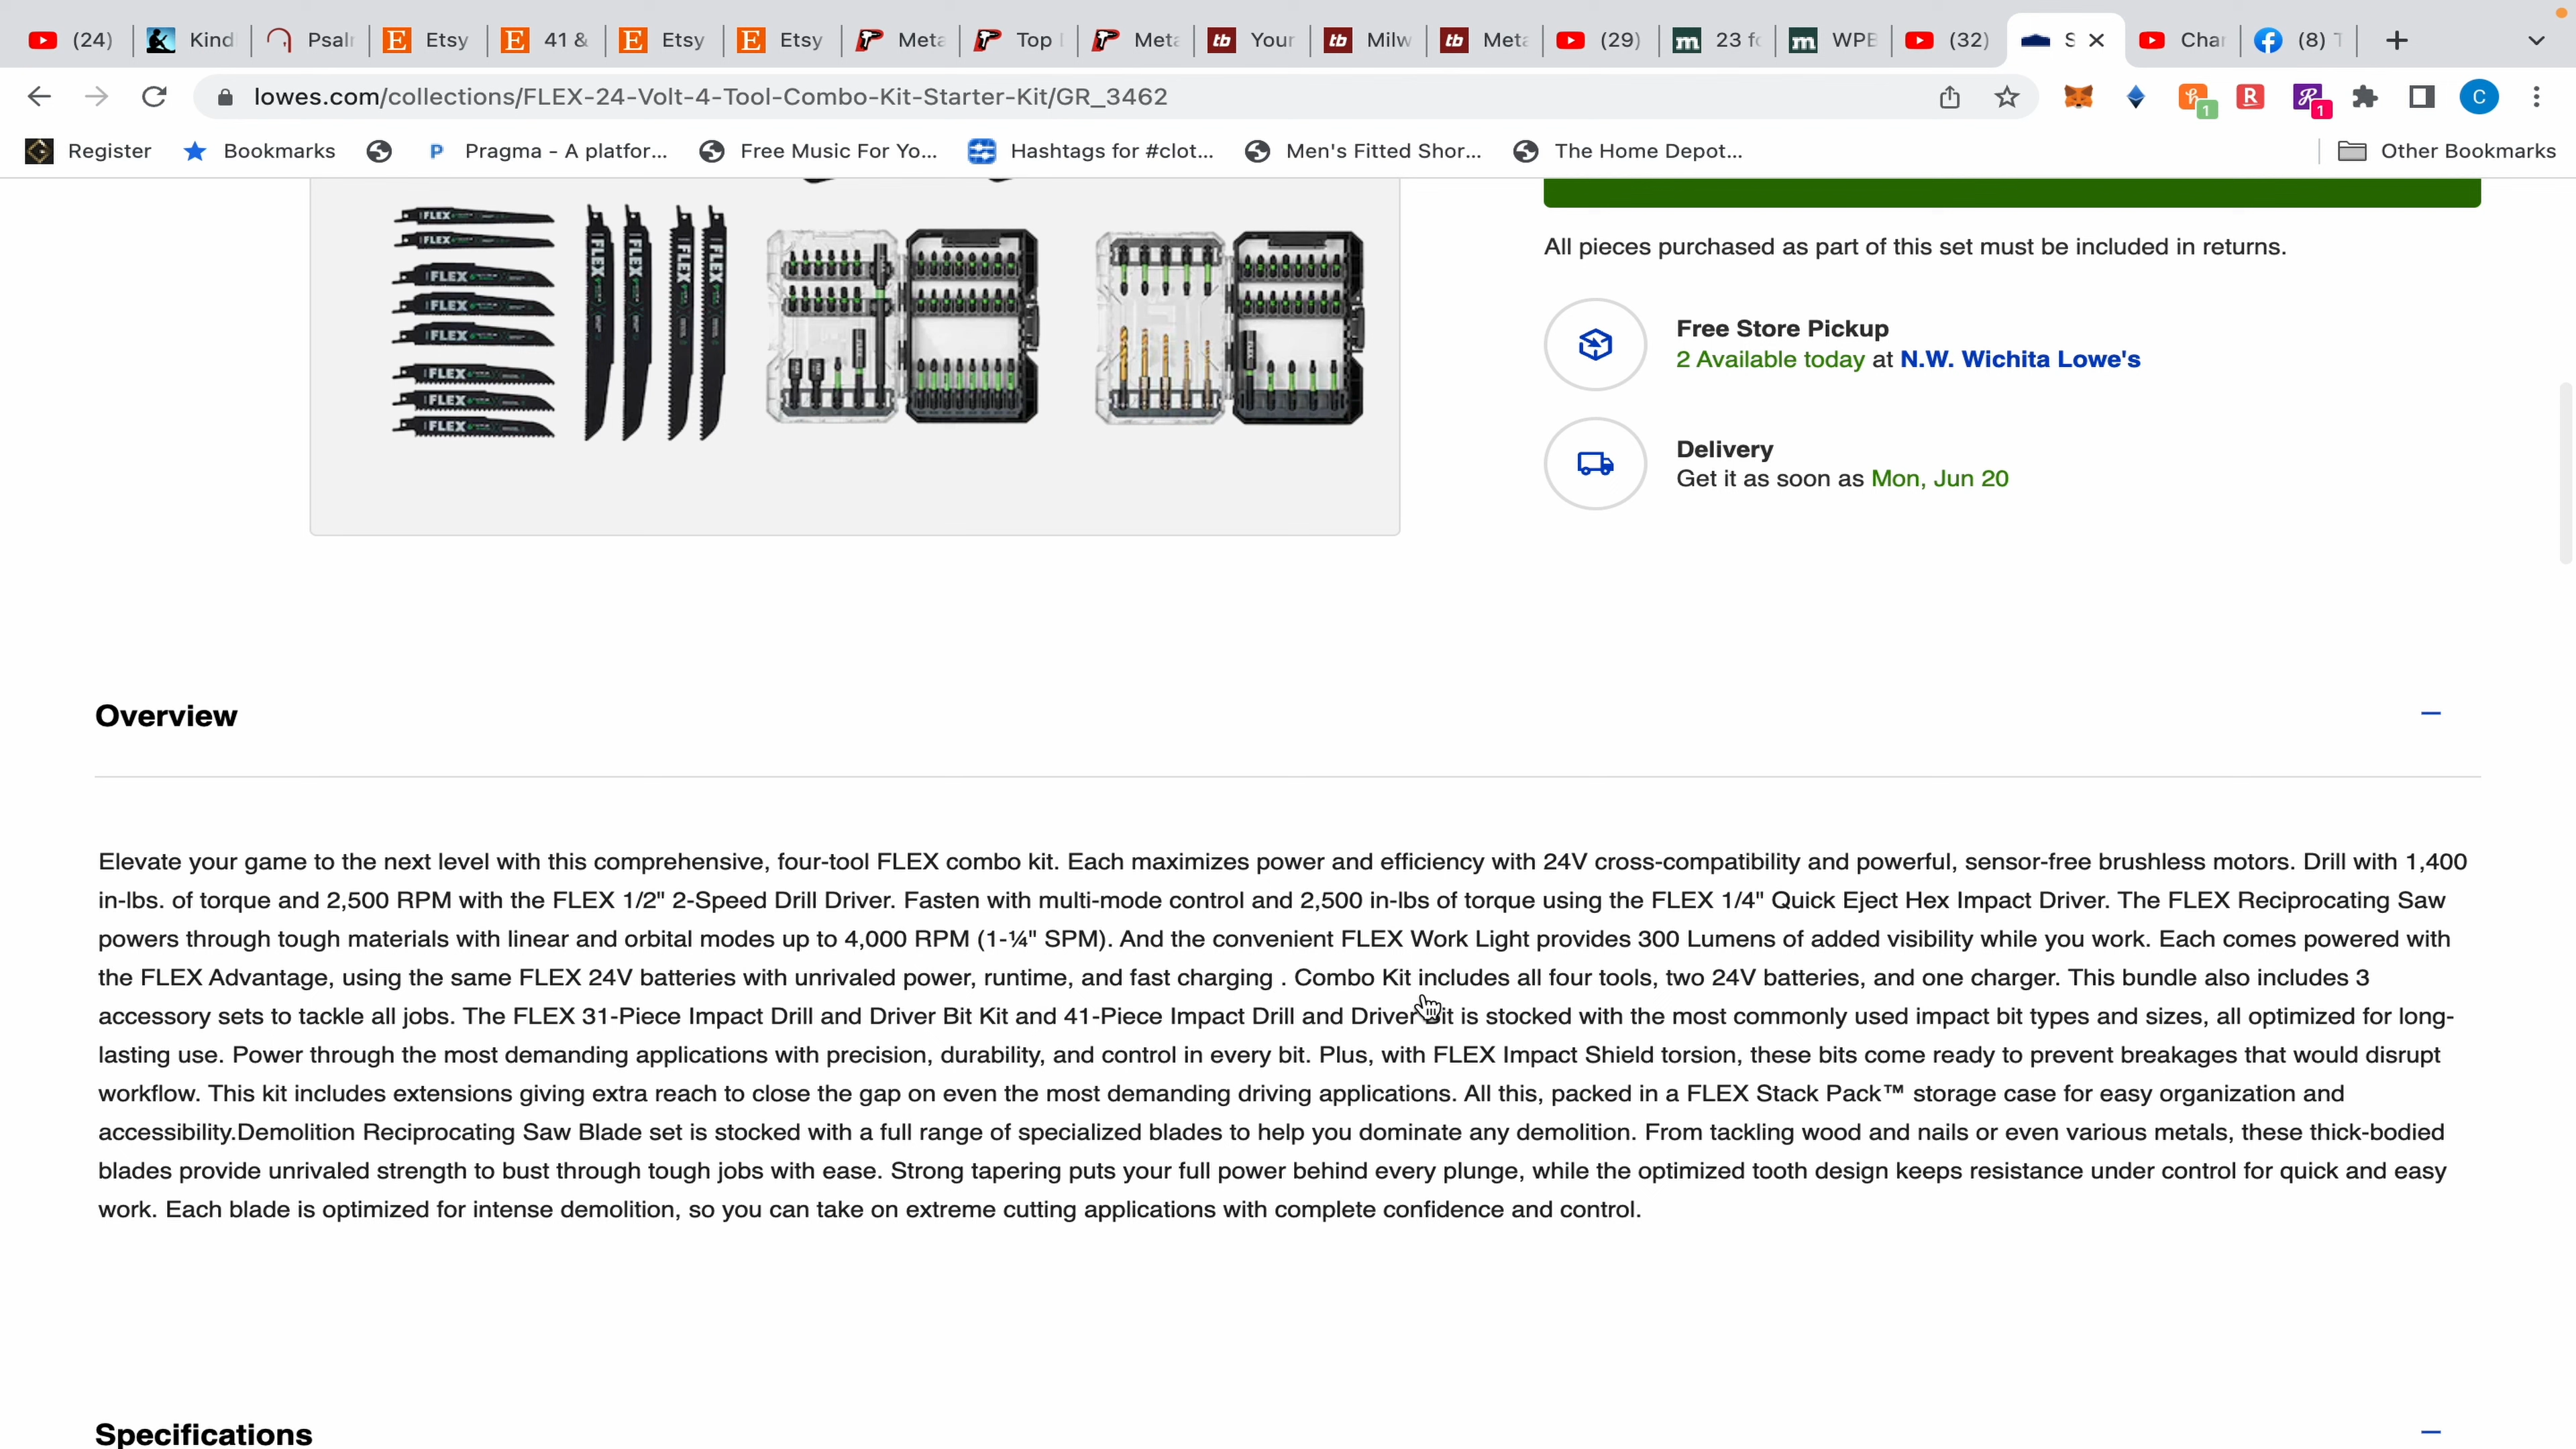 (24) Kind Psalr Etsy 41 & Etsy Etsy Meta Top Meta Your Milw Meta (29) 23 fo WPB (32) S Char (8) T
lowes.com/collections/FLEX-24-Volt-4-Tool-Combo-Kit-Starter-Kit/GR_3462
Register Bookmarks Pragma - A platfor... Free Music For Yo... Hashtags for #clot... Men's Fitted Shor... The Home Depot... Other Bookmarks
FLEX
FLEX
FLEX
FLEX
FLEX
FLEX
FLEX
FLEX
FLEX
FLEX
FLEX
FLEX
All pieces purchased as part of this set must be included in returns.
Free Store Pickup
2 Available today at N.W. Wichita Lowe's
Delivery
Get it as soon as Mon, Jun 20
Overview
Elevate your game to the next level with this comprehensive, four-tool FLEX combo kit. Each maximizes power and efficiency with 24V cross-compatibility and powerful, sensor-free brushless motors. Drill with 1,400
in-lbs. of torque and 2,500 RPM with the FLEX 1/2" 2-Speed Drill Driver. Fasten with multi-mode control and 2,500 in-lbs of torque using the FLEX 1/4" Quick Eject Hex Impact Driver. The FLEX Reciprocating Saw
powers through tough materials with linear and orbital modes up to 4,000 RPM (1-¼" SPM). And the convenient FLEX Work Light provides 300 Lumens of added visibility while you work. Each comes powered with
the FLEX Advantage, using the same FLEX 24V batteries with unrivaled power, runtime, and fast charging . Combo Kit includes all four tools, two 24V batteries, and one charger. This bundle also includes 3
accessory sets to tackle all jobs. The FLEX 31-Piece Impact Drill and Driver Bit Kit and 41-Piece Impact Drill and Driver Kit is stocked with the most commonly used impact bit types and sizes, all optimized for long-
lasting use. Power through the most demanding applications with precision, durability, and control in every bit. Plus, with FLEX Impact Shield torsion, these bits come ready to prevent breakages that would disrupt
workflow. This kit includes extensions giving extra reach to close the gap on even the most demanding driving applications. All this, packed in a FLEX Stack Pack™ storage case for easy organization and
accessibility.Demolition Reciprocating Saw Blade set is stocked with a full range of specialized blades to help you dominate any demolition. From tackling wood and nails or even various metals, these thick-bodied
blades provide unrivaled strength to bust through tough jobs with ease. Strong tapering puts your full power behind every plunge, while the optimized tooth design keeps resistance under control for quick and easy
work. Each blade is optimized for intense demolition, so you can take on extreme cutting applications with complete confidence and control.
Specifications